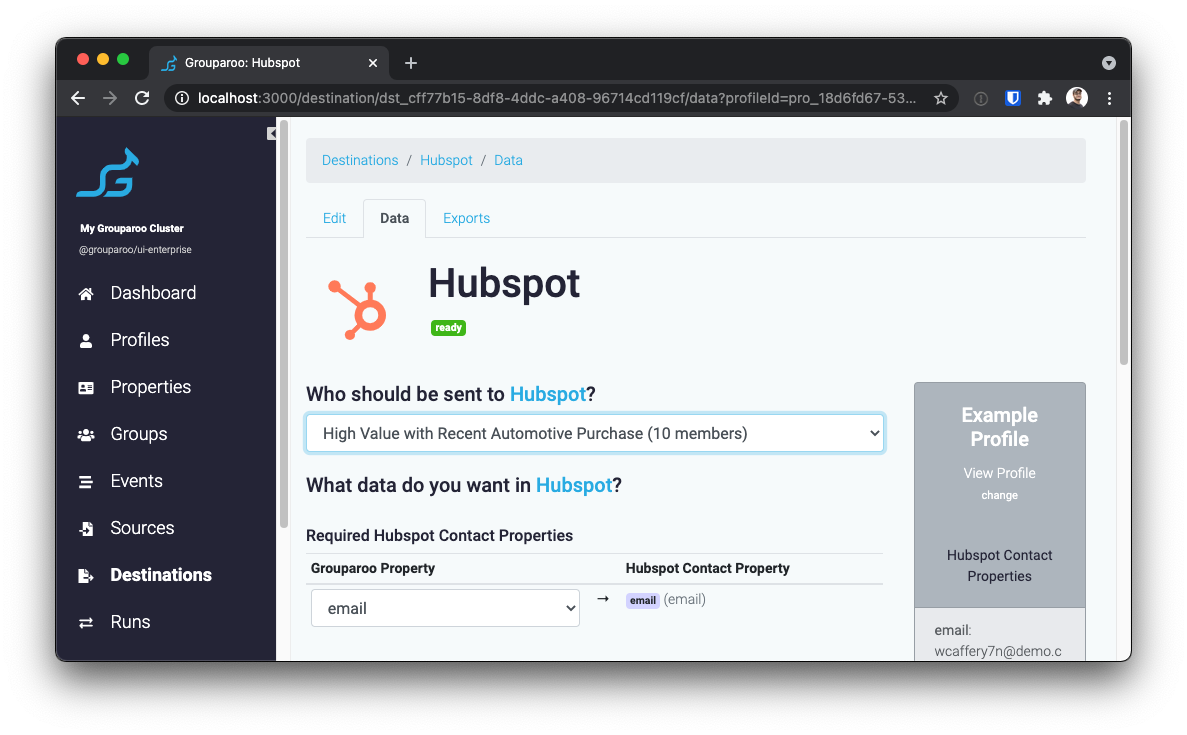 Grouparoo: Hubspot
localhost:3000/destination/dst_cff77b15-8df8-4ddc-a408-96714cd119cf/data?profileId=pro_18d6fd67-53...
My Grouparoo Cluster
@grouparoo/ui-enterprise
Dashboard
Profiles
Properties
Groups
Events
Sources
Destinations
Runs
Destinations / Hubspot / Data
Edit Data Exports
Hubspot
ready
Who should be sent to Hubspot?
High Value with Recent Automotive Purchase (10 members)
What data do you want in Hubspot?
Required Hubspot Contact Properties
Grouparoo Property Hubspot Contact Property
email → email (email)
Example
Profile
View Profile
change
Hubspot Contact
Properties
email:
wcaffery7n@demo.c